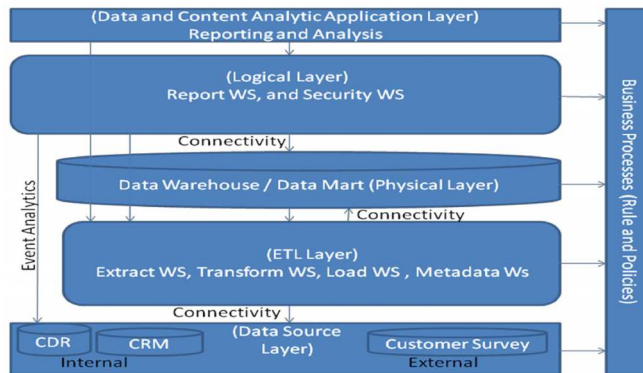 (Data and Content Analytic Application Layer)
Reporting and Analysis
(Logical Layer)
Report WS, and Security WS
Connectivity
Data Warehouse / Data Mart (Physical Layer)
Connectivity
(ETL Layer)
Extract WS, Transform WS, Load WS , Metadata Ws
Connectivity
(Data Source
Layer)
CDR
CRM
Customer Survey
Internal
External
Event Analytics
Business Processes (Rule and Policies)